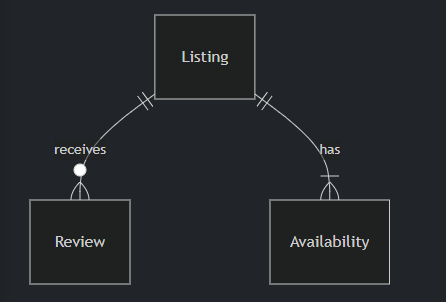 Listing
receives
has
Review
Availability